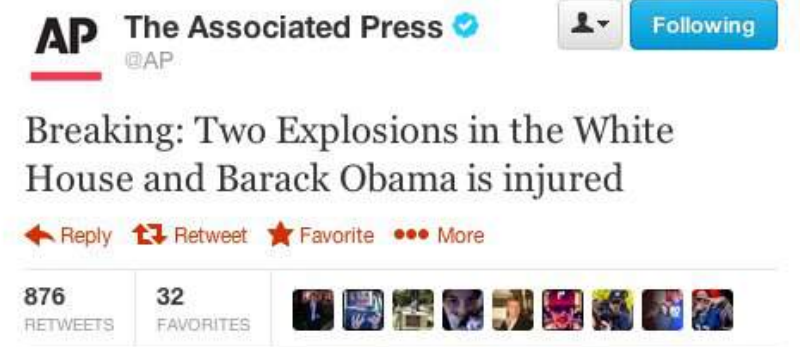 AP The Associated Press Following
@AP
Breaking: Two Explosions in the White
House and Barack Obama is injured
Reply Retweet Favorite More
876 32
RETWEETS FAVORITES